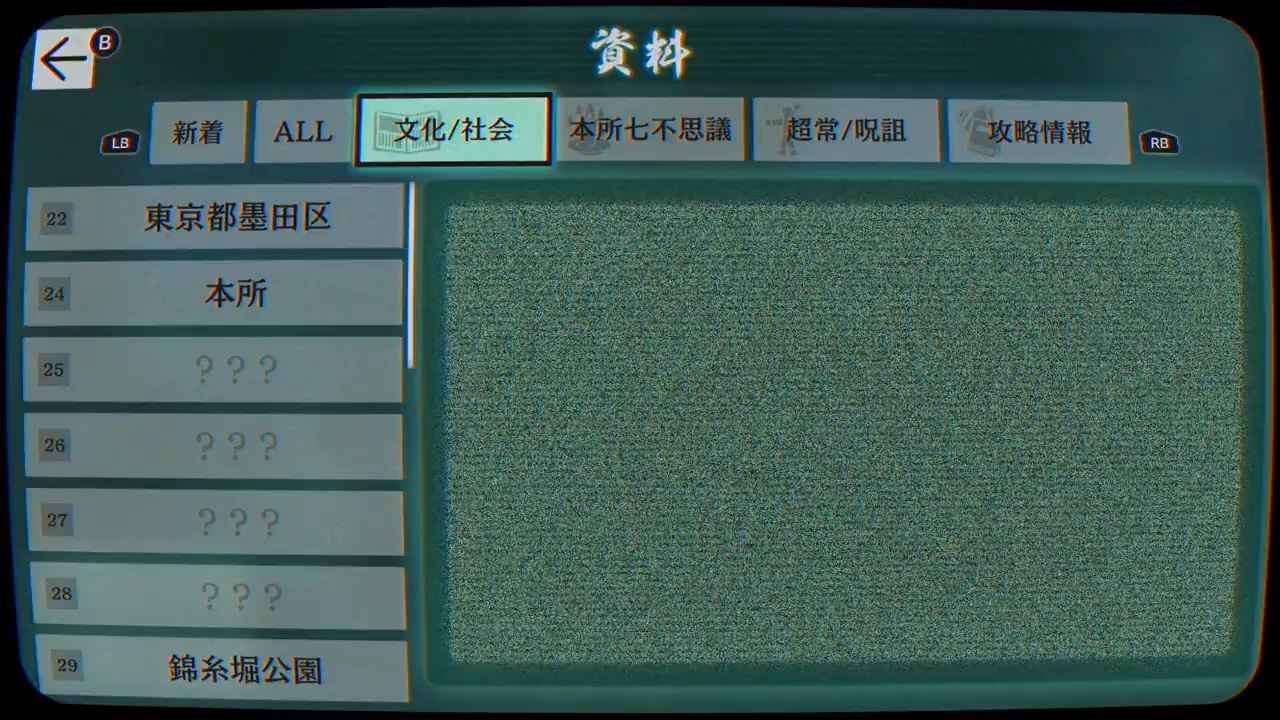 B
資料
LB
新着
ALL
文化/社会
本所七不思議
超常/呪詛
攻略情報
RB
22 東京都墨田区
24 本所
25 ？？？
26 ？？？
27 ？？？
28 ？？？
29 錦糸堀公園